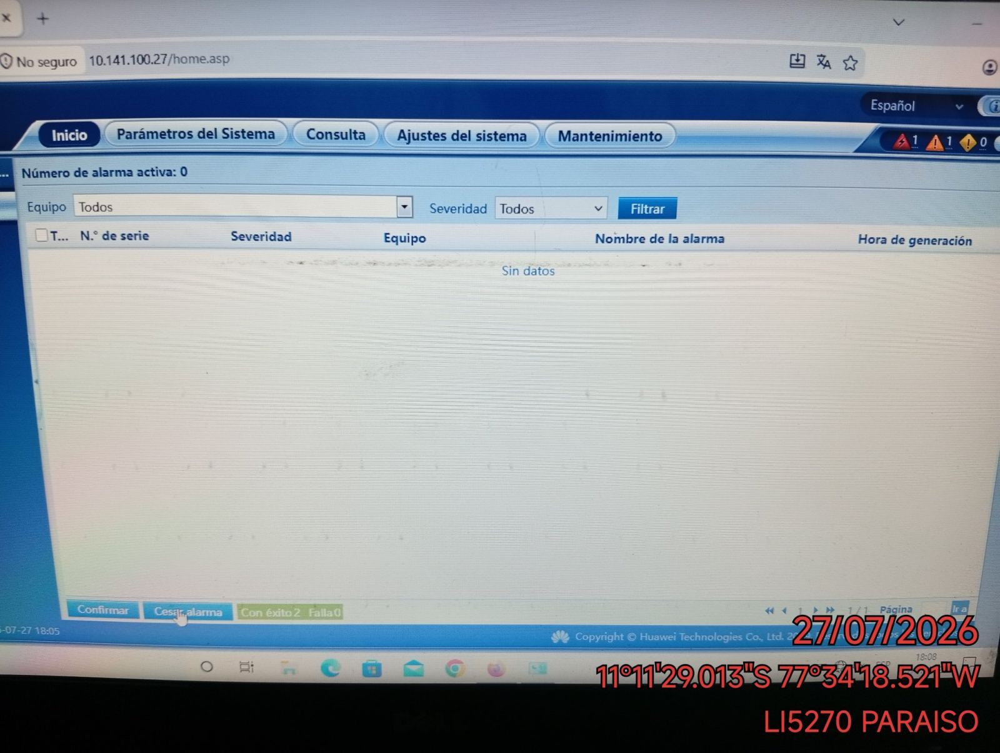 No seguro 10.141.100.27/home.asp
Español
Inicio Parámetros del Sistema Consulta Ajustes del sistema Mantenimiento 1 1 0
... Número de alarma activa: 0
Equipo Todos Severidad Todos Filtrar
T... N.° de serie Severidad Equipo Nombre de la alarma Hora de generación
Sin datos
Confirmar Cesar alarma Con éxito2 Falla0 1 1 / 1 Página Ir a
-07-27 18:05 Copyright © Huawei Technologies Co., Ltd.
27/07/2026
18:08
11°11'29.013"S 77°34'18.521"W
LI5270 PARAISO